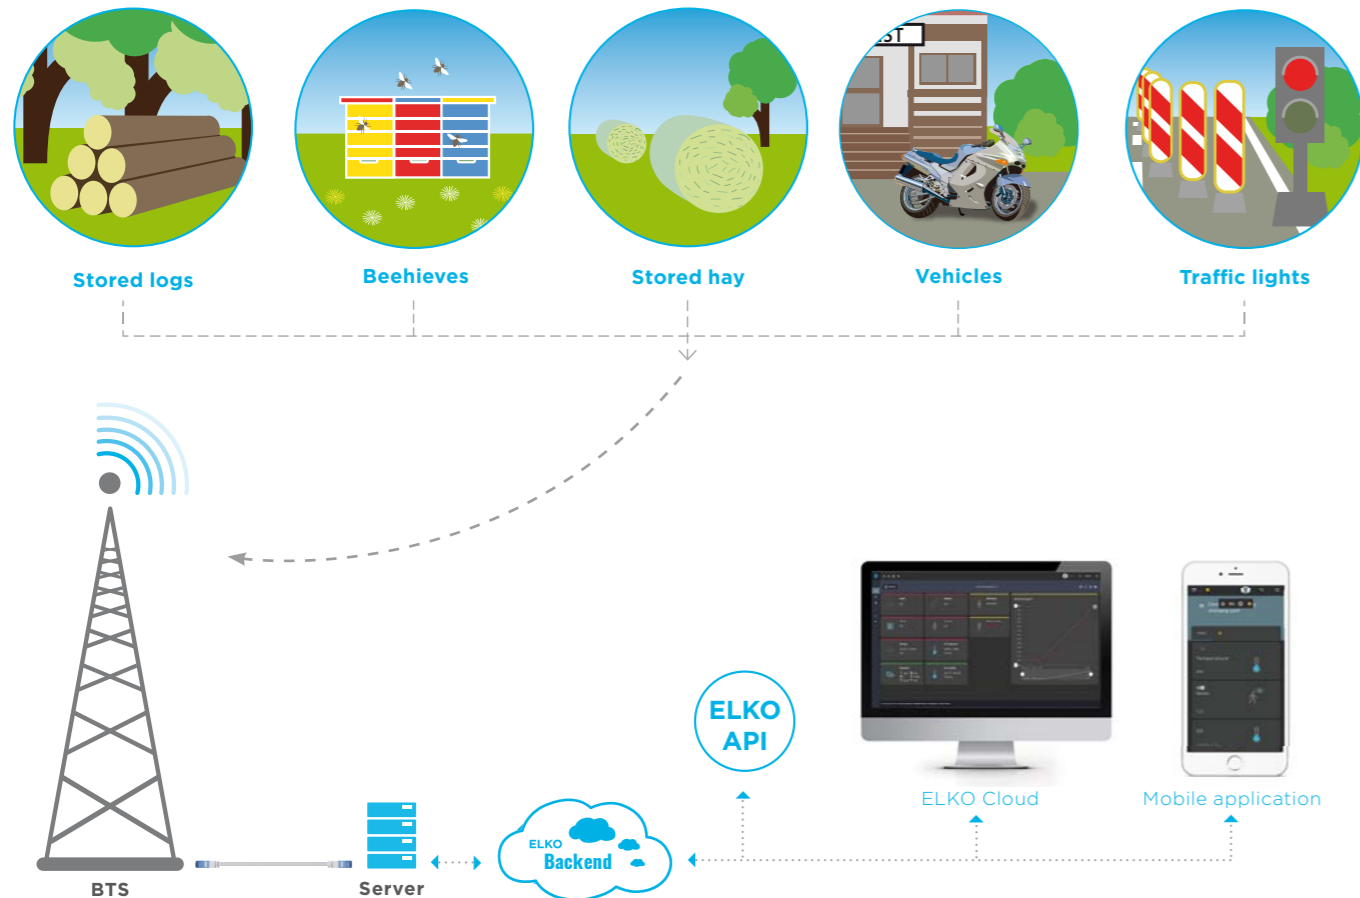 Stored logs
Beehieves
Stored hay
Vehicles
Traffic lights
ELKO
API
ELKO Cloud
Mobile application
ELKO
Backend
BTS
Server